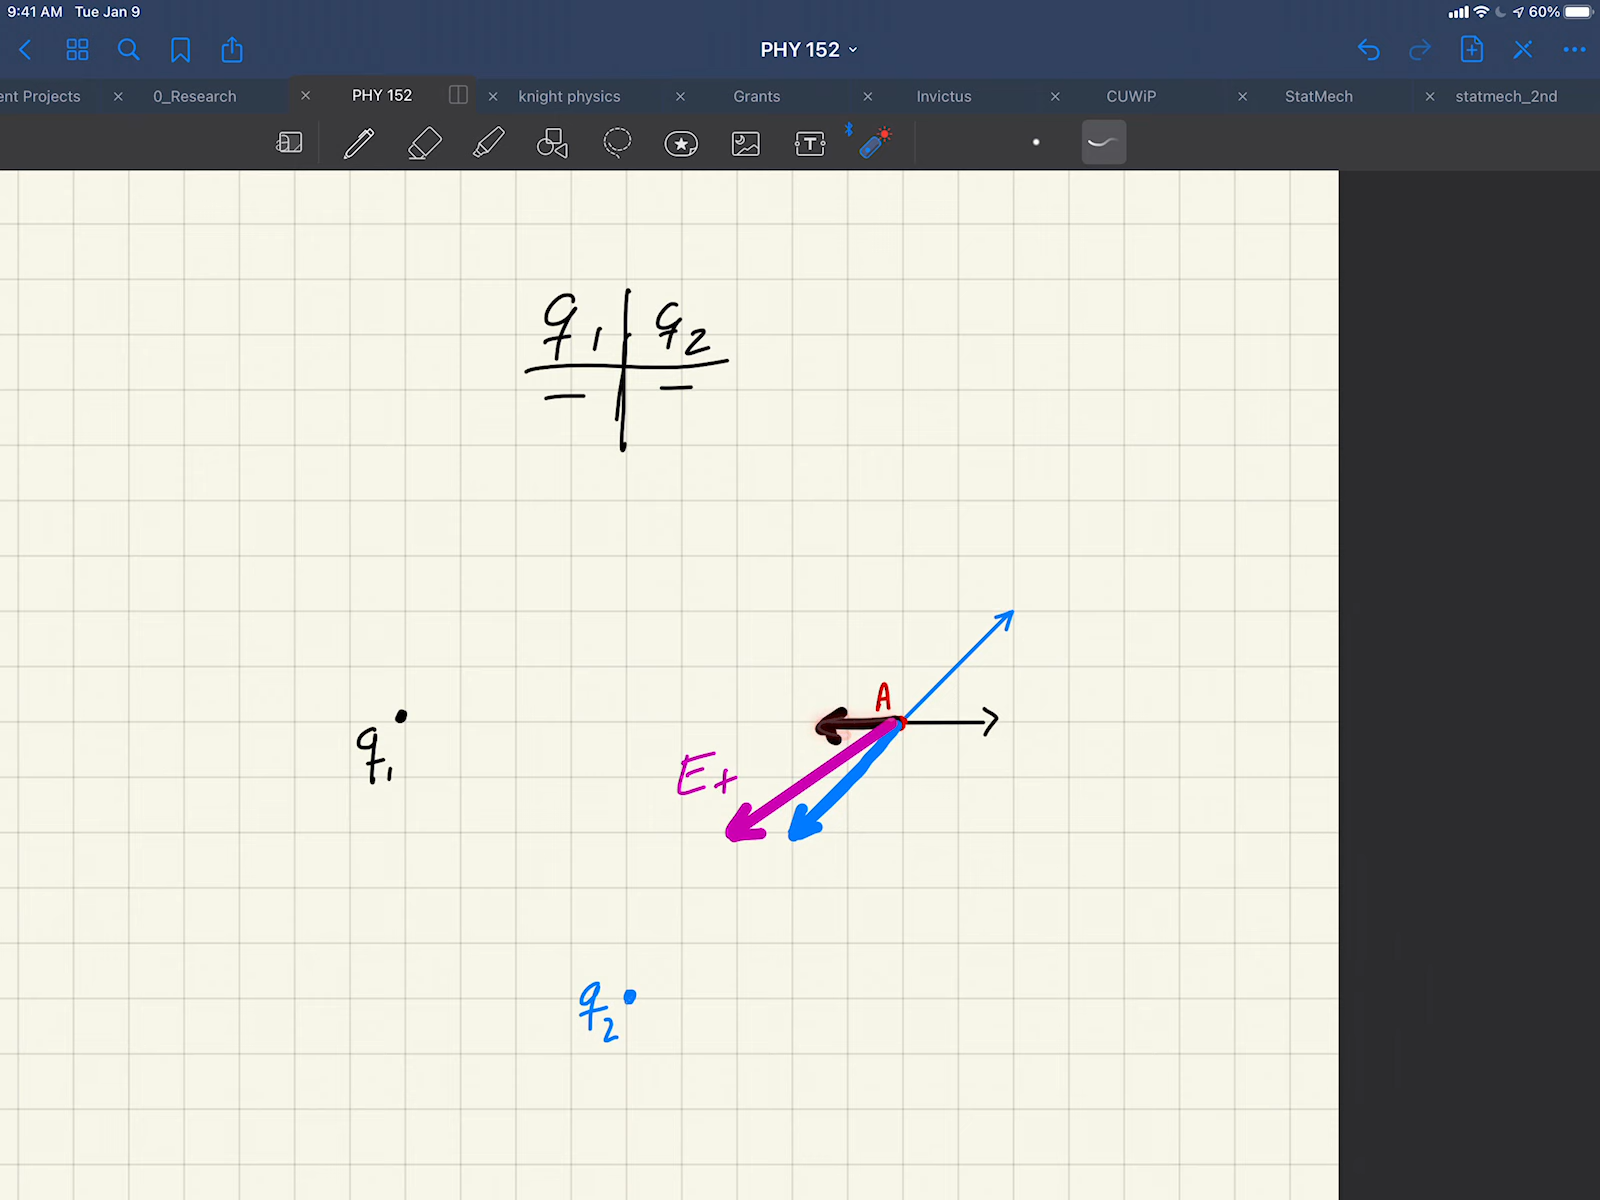 9:41 AM Tue Jan 9 60%
PHY 152
ent Projects 0_Research PHY 152 knight physics Grants Invictus CUWiP StatMech statmech_2nd
T
q1 q2
— —
A
q1
E+
q2